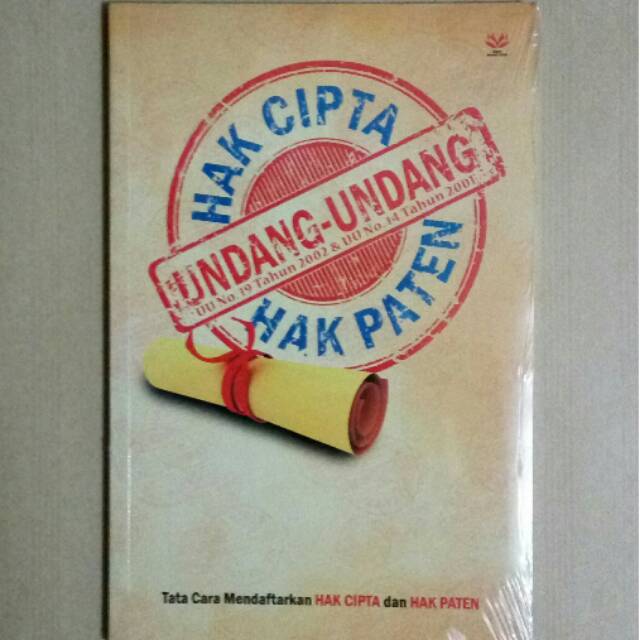 HAK CIPTA
UNDANG-UNDANG
UU No.19 Tahun 2002 & UU No.14 Tahun 2001
HAK PATEN
Tata Cara Mendaftarkan HAK CIPTA dan HAK PATEN